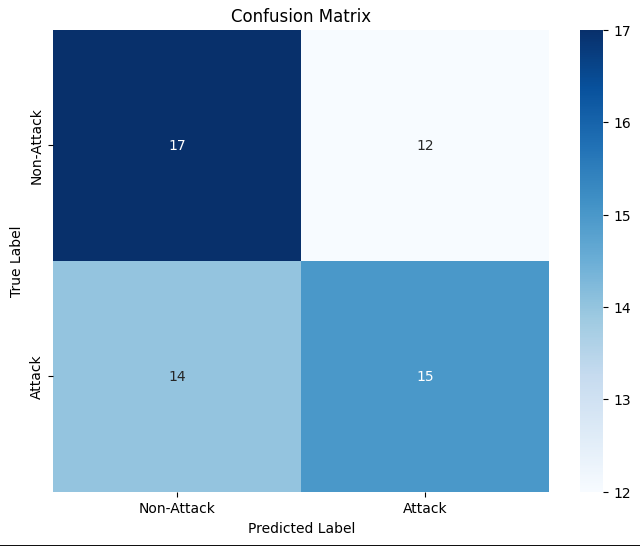 Confusion Matrix
True Label
Non-Attack
Attack
17
12
14
15
Non-Attack
Attack
Predicted Label
17
16
15
14
13
12